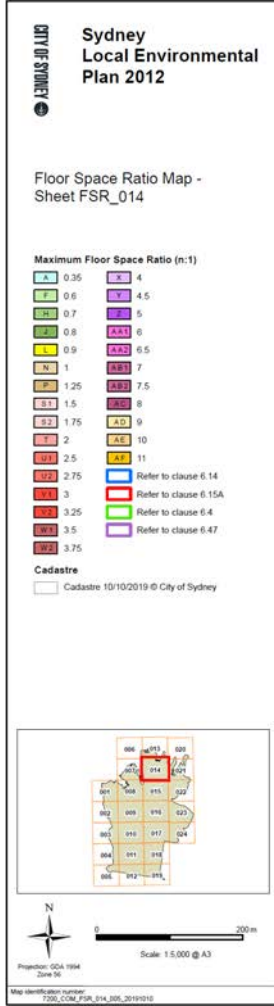 CITY OF SYDNEY
Sydney
Local Environmental
Plan 2012
Floor Space Ratio Map -
Sheet FSR_014
Maximum Floor Space Ratio (n:1)
A 0.35
F 0.6
H 0.7
J 0.8
L 0.9
N 1
P 1.25
S1 1.5
S2 1.75
T 2
U1 2.5
U2 2.75
V1 3
V2 3.25
W1 3.5
W2 3.75
X 4
Y 4.5
Z 5
AA1 6
AA2 6.5
AB1 7
AB2 7.5
AC 8
AD 9
AE 10
AF 11
Refer to clause 6.14
Refer to clause 6.15A
Refer to clause 6.4
Refer to clause 6.47
Cadastre
Cadastre 10/10/2019 © City of Sydney
006 013 020
007 014 021
001 008 015 022
002 009 016 023
003 010 017 024
004 011 018
005 012 019
N
0 200 m
Scale: 1:5,000 @ A3
Projection: GDA 1994
Zone 56
Map identification number:
7200_COM_FSR_014_005_20191010